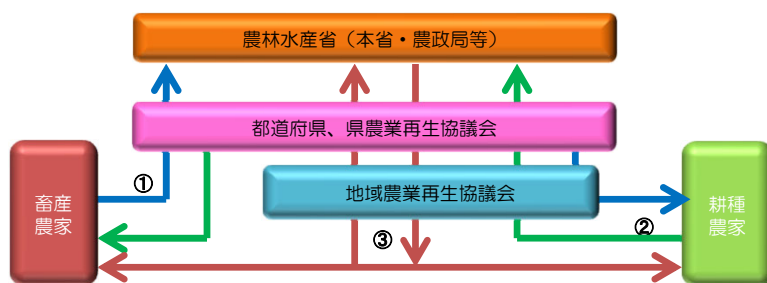 農林水産省（本省・農政局等）
都道府県、県農業再生協議会
①
地域農業再生協議会
畜産
農家
耕種
農家
②
③